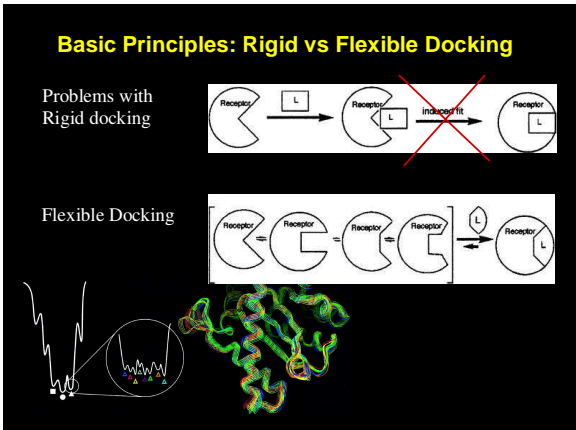 Basic Principles: Rigid vs Flexible Docking
Problems with
Rigid docking
Receptor
L
Receptor
L
induced fit
Receptor
L
Flexible Docking
Receptor
Receptor
Receptor
Receptor
L
Receptor
L